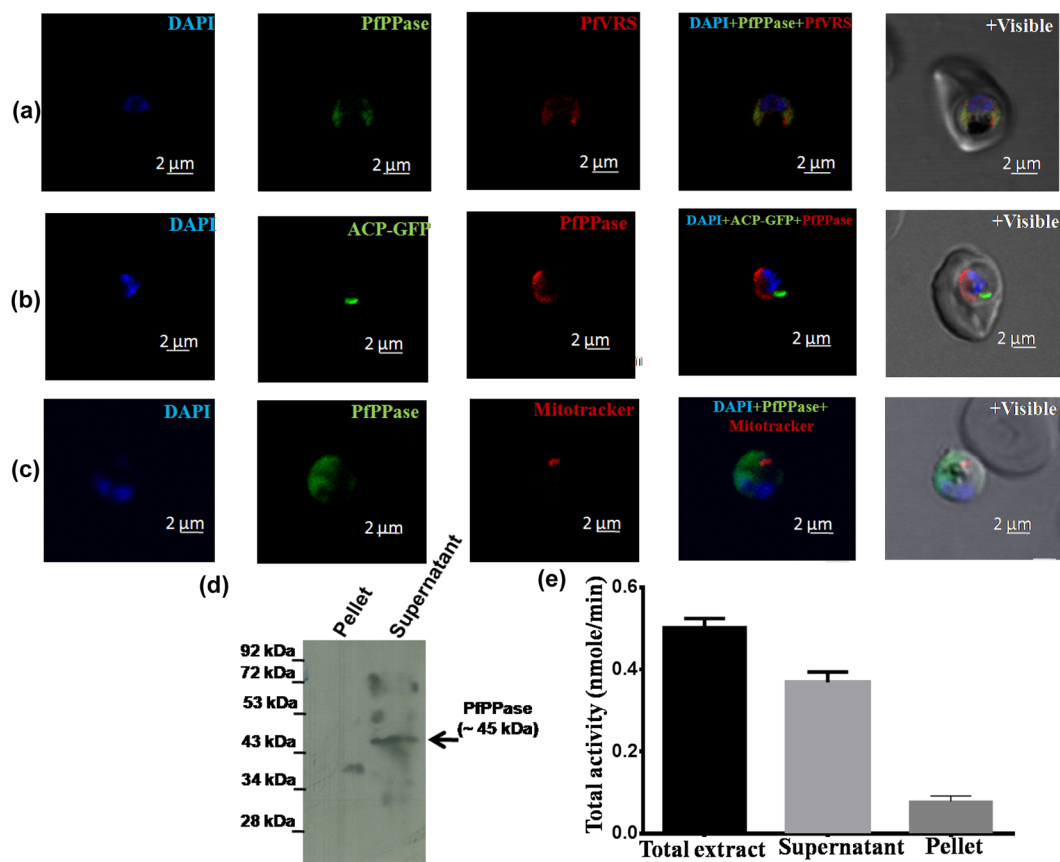 DAPI
PfPPase
PfVRS
DAPI+PfPPase+PfVRS
+Visible
(a)
2 µm
2 µm
2 µm
2 µm
2 µm
DAPI
ACP-GFP
PfPPase
DAPI+ACP-GFP+PfPPase
+Visible
(b)
2 µm
2 µm
2 µm
2 µm
2 µm
DAPI
PfPPase
Mitotracker
DAPI+PfPPase+
Mitotracker
+Visible
(c)
2 µm
2 µm
2 µm
2 µm
2 µm
(d)
Pellet
Supernatant
92 kDa
72 kDa
53 kDa
43 kDa
34 kDa
28 kDa
PfPPase
(~ 45 kDa)
(e)
Total activity (nmole/min)
0.6
0.4
0.2
0.0
Total extract
Supernatant
Pellet